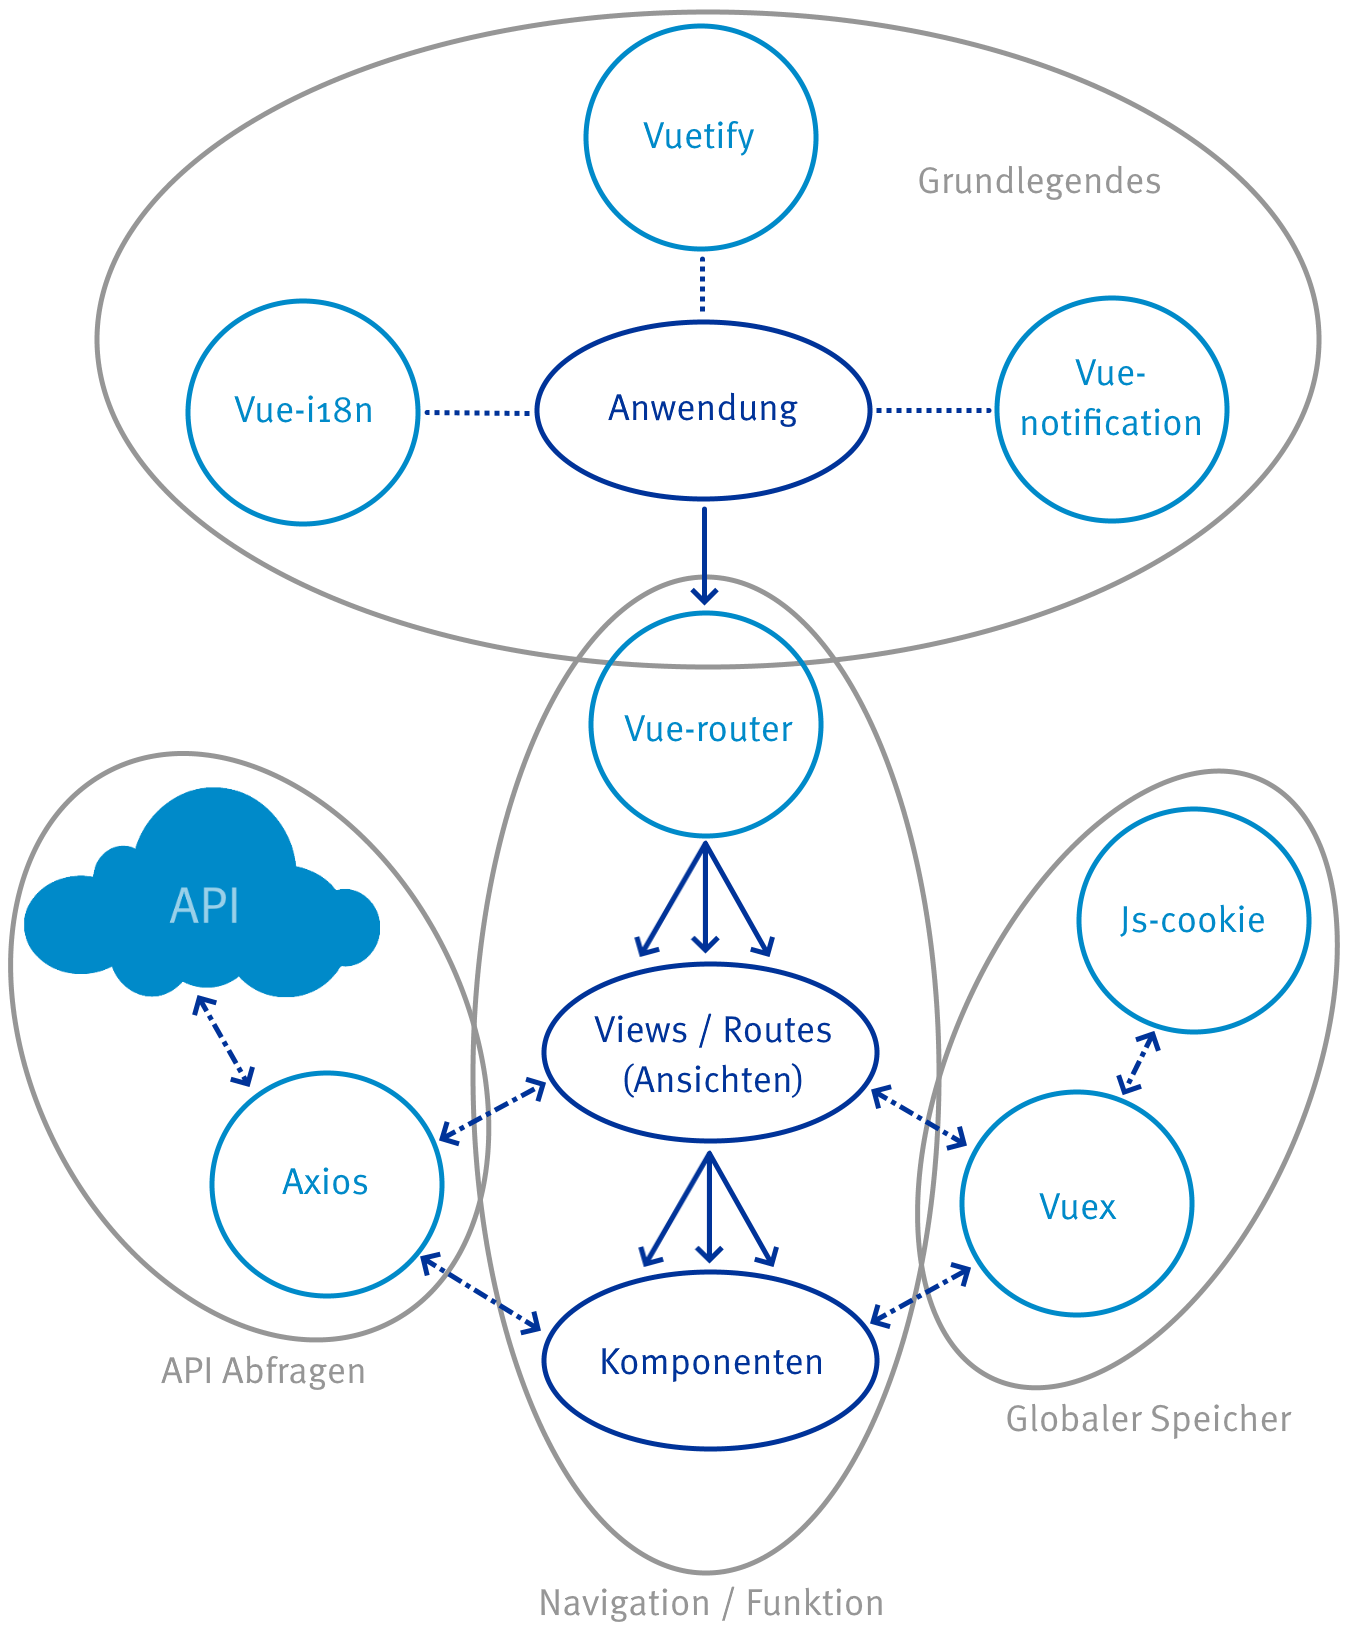 Vuetify
Grundlegendes
Vue-i18n
Anwendung
Vue-
notification
Vue-router
API
Js-cookie
Views / Routes
(Ansichten)
Axios
Vuex
Komponenten
API Abfragen
Globaler Speicher
Navigation / Funktion